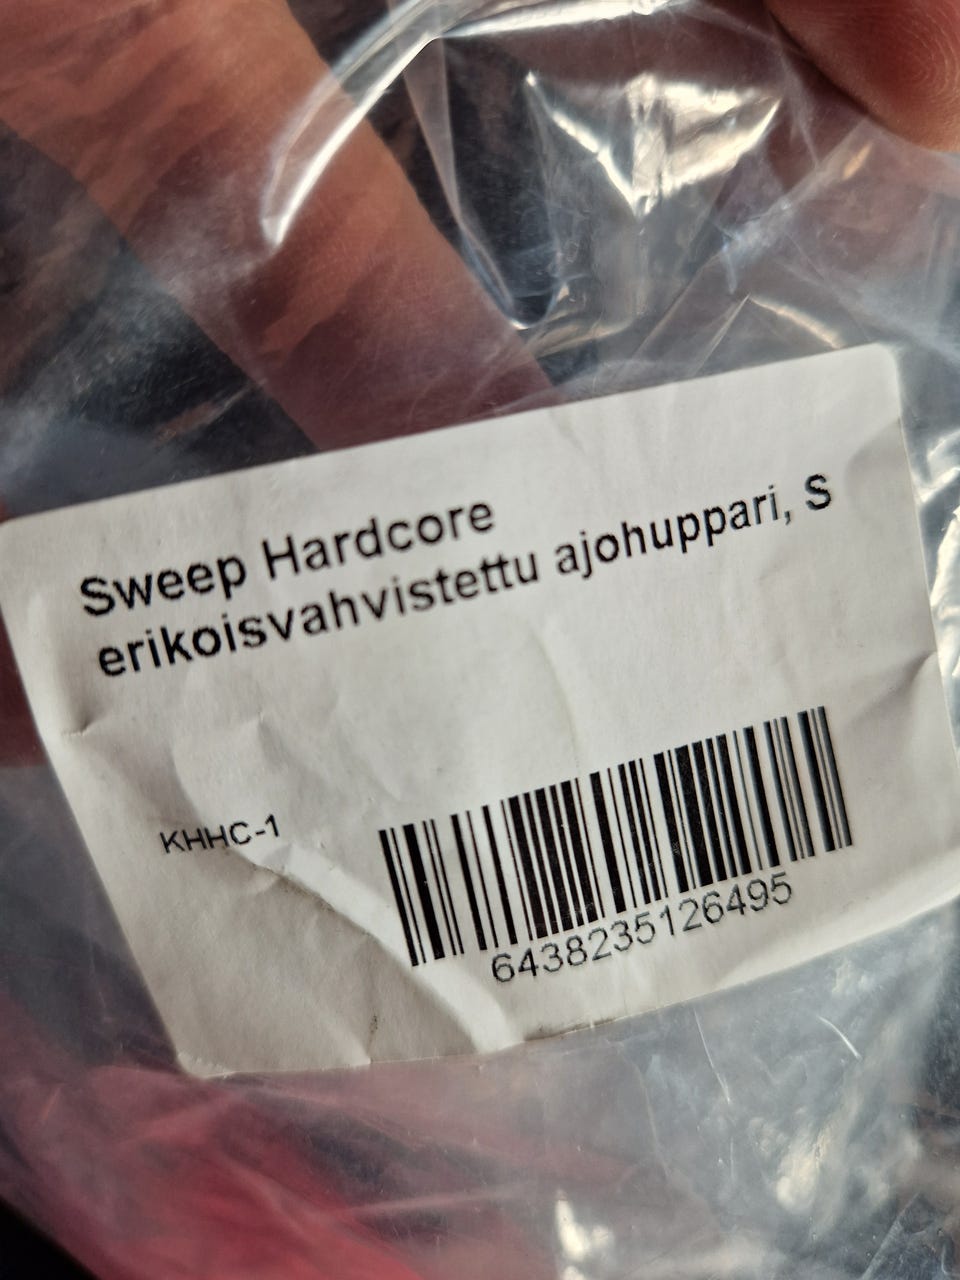 Sweep Hardcore
erikoisvahvistettu ajohuppari, S
KHHC-1
6438235126495